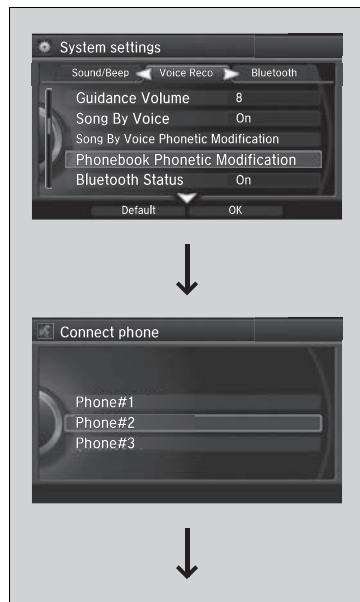 System settings
Sound/Beep Voice Reco Bluetooth
Guidance Volume 8
Song By Voice On
Song By Voice Phonetic Modification
Phonebook Phonetic Modification
Bluetooth Status On
Default OK
Connect phone
Phone#1
Phone#2
Phone#3